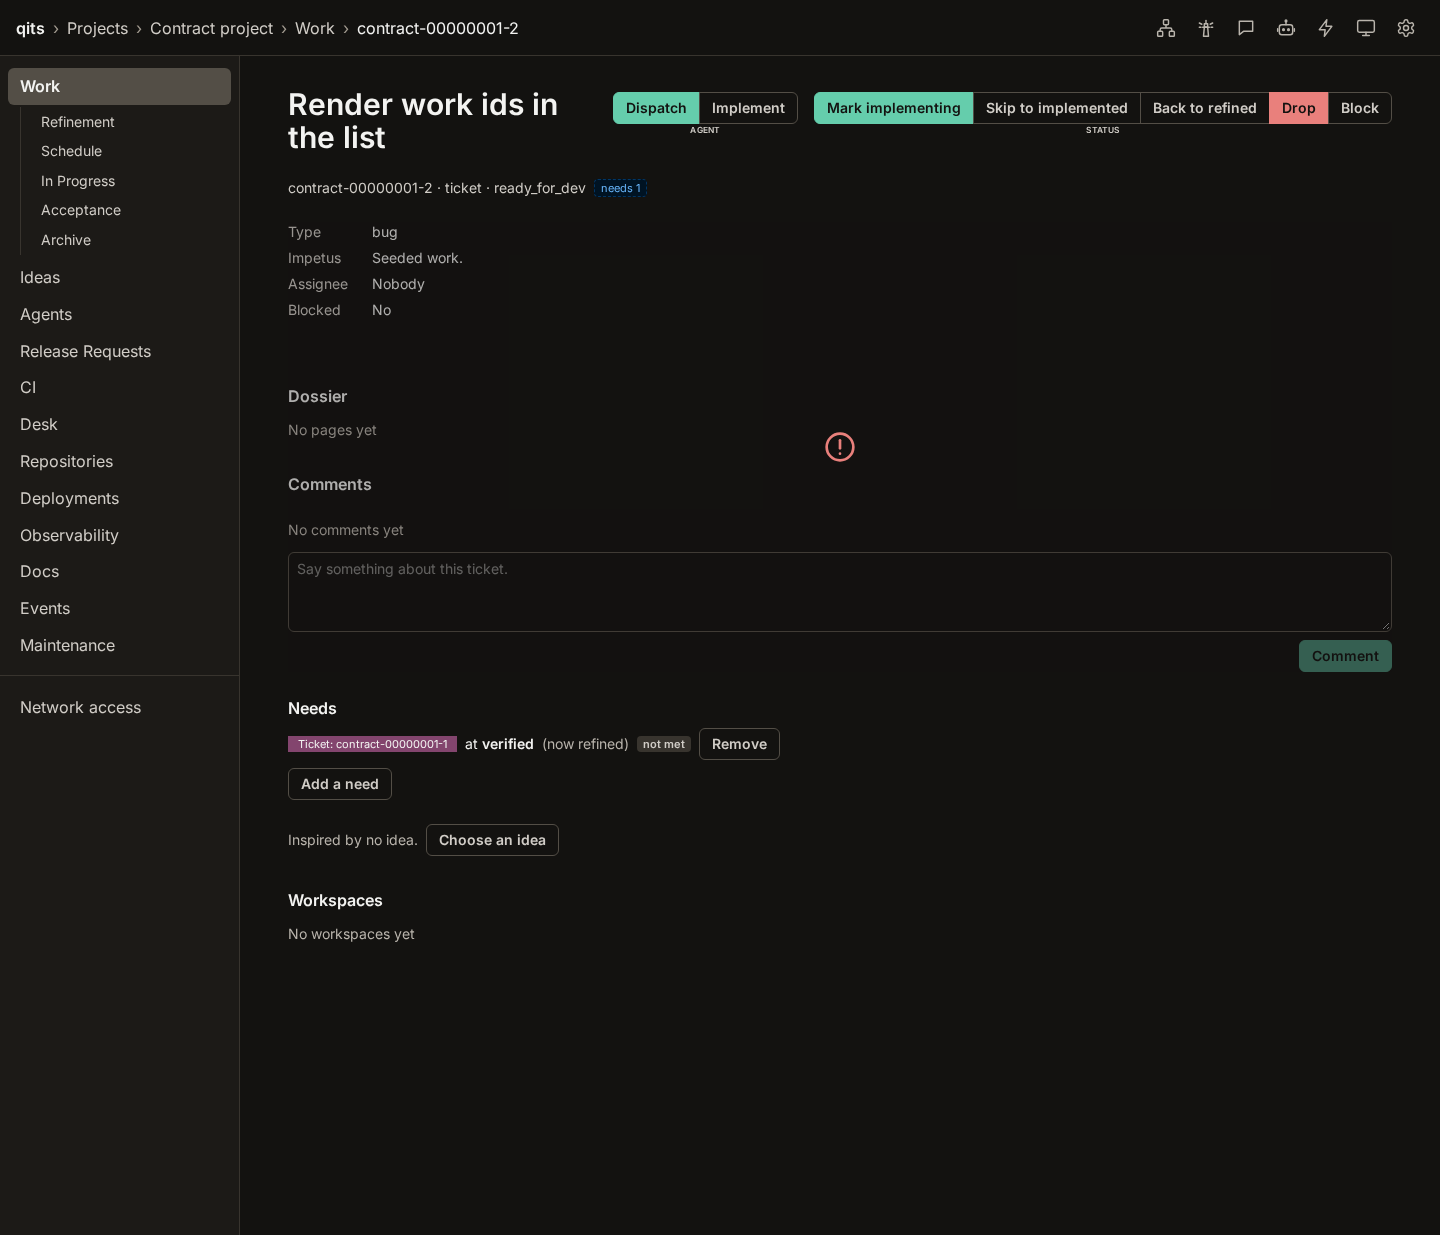 qits › Projects › Contract project › Work › contract-00000001-2
Work
Refinement
Schedule
In Progress
Acceptance
Archive
Ideas
Agents
Release Requests
CI
Desk
Repositories
Deployments
Observability
Docs
Events
Maintenance
Network access
Render work ids in
the list
Dispatch Implement
AGENT
Mark implementing Skip to implemented Back to refined Drop Block
STATUS
contract-00000001-2 · ticket · ready_for_dev needs 1
Type bug
Impetus Seeded work.
Assignee Nobody
Blocked No
Dossier
No pages yet
Comments
No comments yet
Say something about this ticket.
Comment
Needs
Ticket: contract-00000001-1 at verified (now refined) not met Remove
Add a need
Inspired by no idea. Choose an idea
Workspaces
No workspaces yet